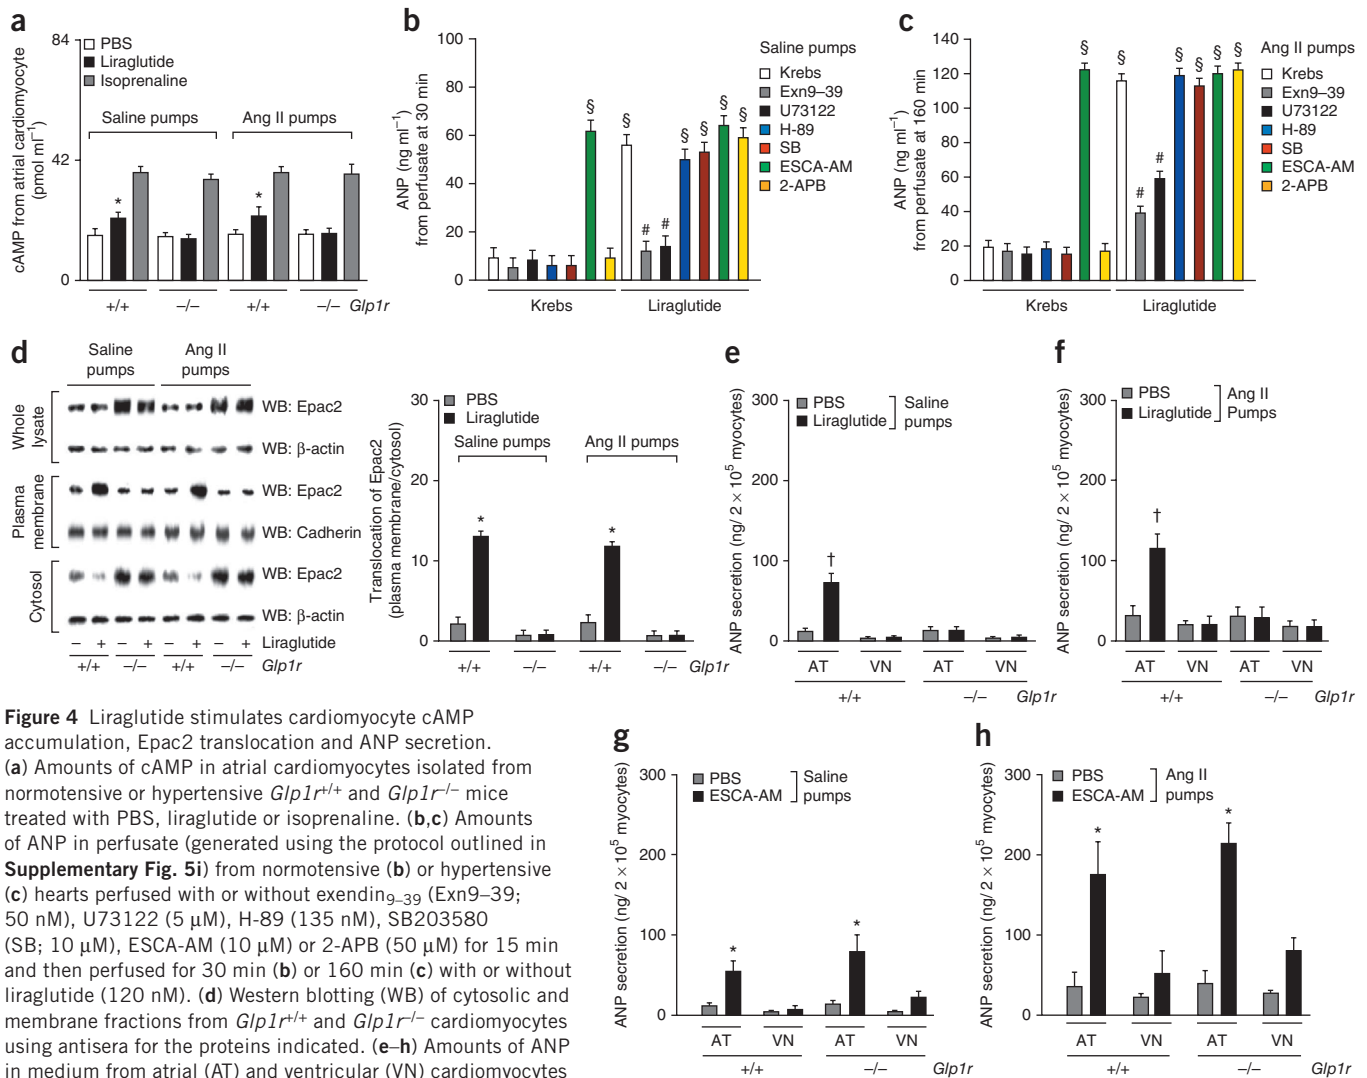 a
84
42
0
cAMP from atrial cardiomyocyte
(pmol ml⁻¹)
PBS
Liraglutide
Isoprenaline
Saline pumps
Ang II pumps
*
*
+/+
−/−
+/+
−/− Glp1r
b
100
80
60
40
20
0
ANP (ng ml⁻¹)
from perfusate at 30 min
§
§
#
#
§
§
§
§
Krebs
Liraglutide
Saline pumps
Krebs
Exn9–39
U73122
H-89
SB
ESCA-AM
2-APB
c
140
120
100
80
60
40
20
0
ANP (ng ml⁻¹)
from perfusate at 160 min
§
§
#
#
§
§
§
§
Krebs
Liraglutide
Ang II pumps
Krebs
Exn9–39
U73122
H-89
SB
ESCA-AM
2-APB
d
Saline
pumps
Ang II
pumps
Whole
lysate
WB: Epac2
WB: β-actin
Plasma
membrane
WB: Epac2
WB: Cadherin
Cytosol
WB: Epac2
WB: β-actin
− + − + − + − + Liraglutide
+/+ −/− +/+ −/− Glp1r
30
20
10
0
Translocation of Epac2
(plasma membrane/cytosol)
PBS
Liraglutide
Saline pumps
Ang II pumps
*
*
+/+
−/−
+/+
−/− Glp1r
e
300
200
100
0
ANP secretion (ng/ 2 × 10⁵ myocytes)
PBS
Liraglutide
Saline
pumps
†
AT VN AT VN
+/+ −/− Glp1r
f
300
200
100
0
ANP secretion (ng/ 2 × 10⁵ myocytes)
PBS
Liraglutide
Ang II
Pumps
†
AT VN AT VN
+/+ −/− Glp1r
Figure 4 Liraglutide stimulates cardiomyocyte cAMP
accumulation, Epac2 translocation and ANP secretion.
(a) Amounts of cAMP in atrial cardiomyocytes isolated from
normotensive or hypertensive Glp1r⁺/⁺ and Glp1r⁻/⁻ mice
treated with PBS, liraglutide or isoprenaline. (b,c) Amounts
of ANP in perfusate (generated using the protocol outlined in
Supplementary Fig. 5i) from normotensive (b) or hypertensive
(c) hearts perfused with or without exendin₉₋₃₉ (Exn9–39;
50 nM), U73122 (5 μM), H-89 (135 nM), SB203580
(SB; 10 μM), ESCA-AM (10 μM) or 2-APB (50 μM) for 15 min
and then perfused for 30 min (b) or 160 min (c) with or without
liraglutide (120 nM). (d) Western blotting (WB) of cytosolic and
membrane fractions from Glp1r⁺/⁺ and Glp1r⁻/⁻ cardiomyocytes
using antisera for the proteins indicated. (e–h) Amounts of ANP
in medium from atrial (AT) and ventricular (VN) cardiomyocytes
g
300
200
100
0
ANP secretion (ng/ 2 × 10⁵ myocytes)
PBS
ESCA-AM
Saline
pumps
*
*
AT VN AT VN
+/+ −/− Glp1r
h
300
200
100
0
ANP secretion (ng/ 2 × 10⁵ myocytes)
PBS
ESCA-AM
Ang II
pumps
*
*
AT VN AT VN
+/+ −/− Glp1r